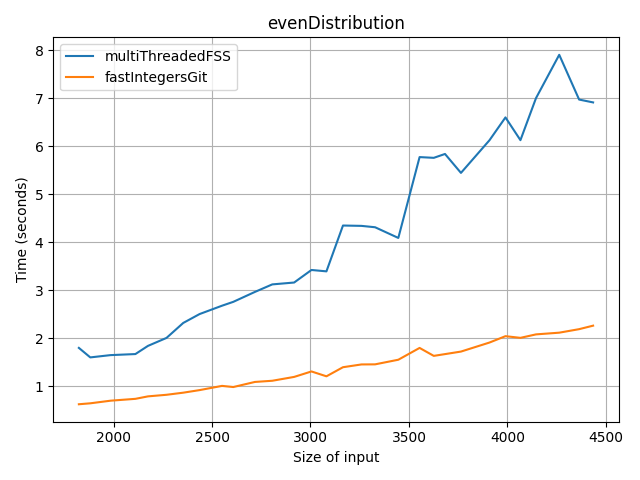 evenDistribution
multiThreadedFSS
fastIntegersGit
8
7
6
5
4
3
2
1
Time (seconds)
2000 2500 3000 3500 4000 4500
Size of input